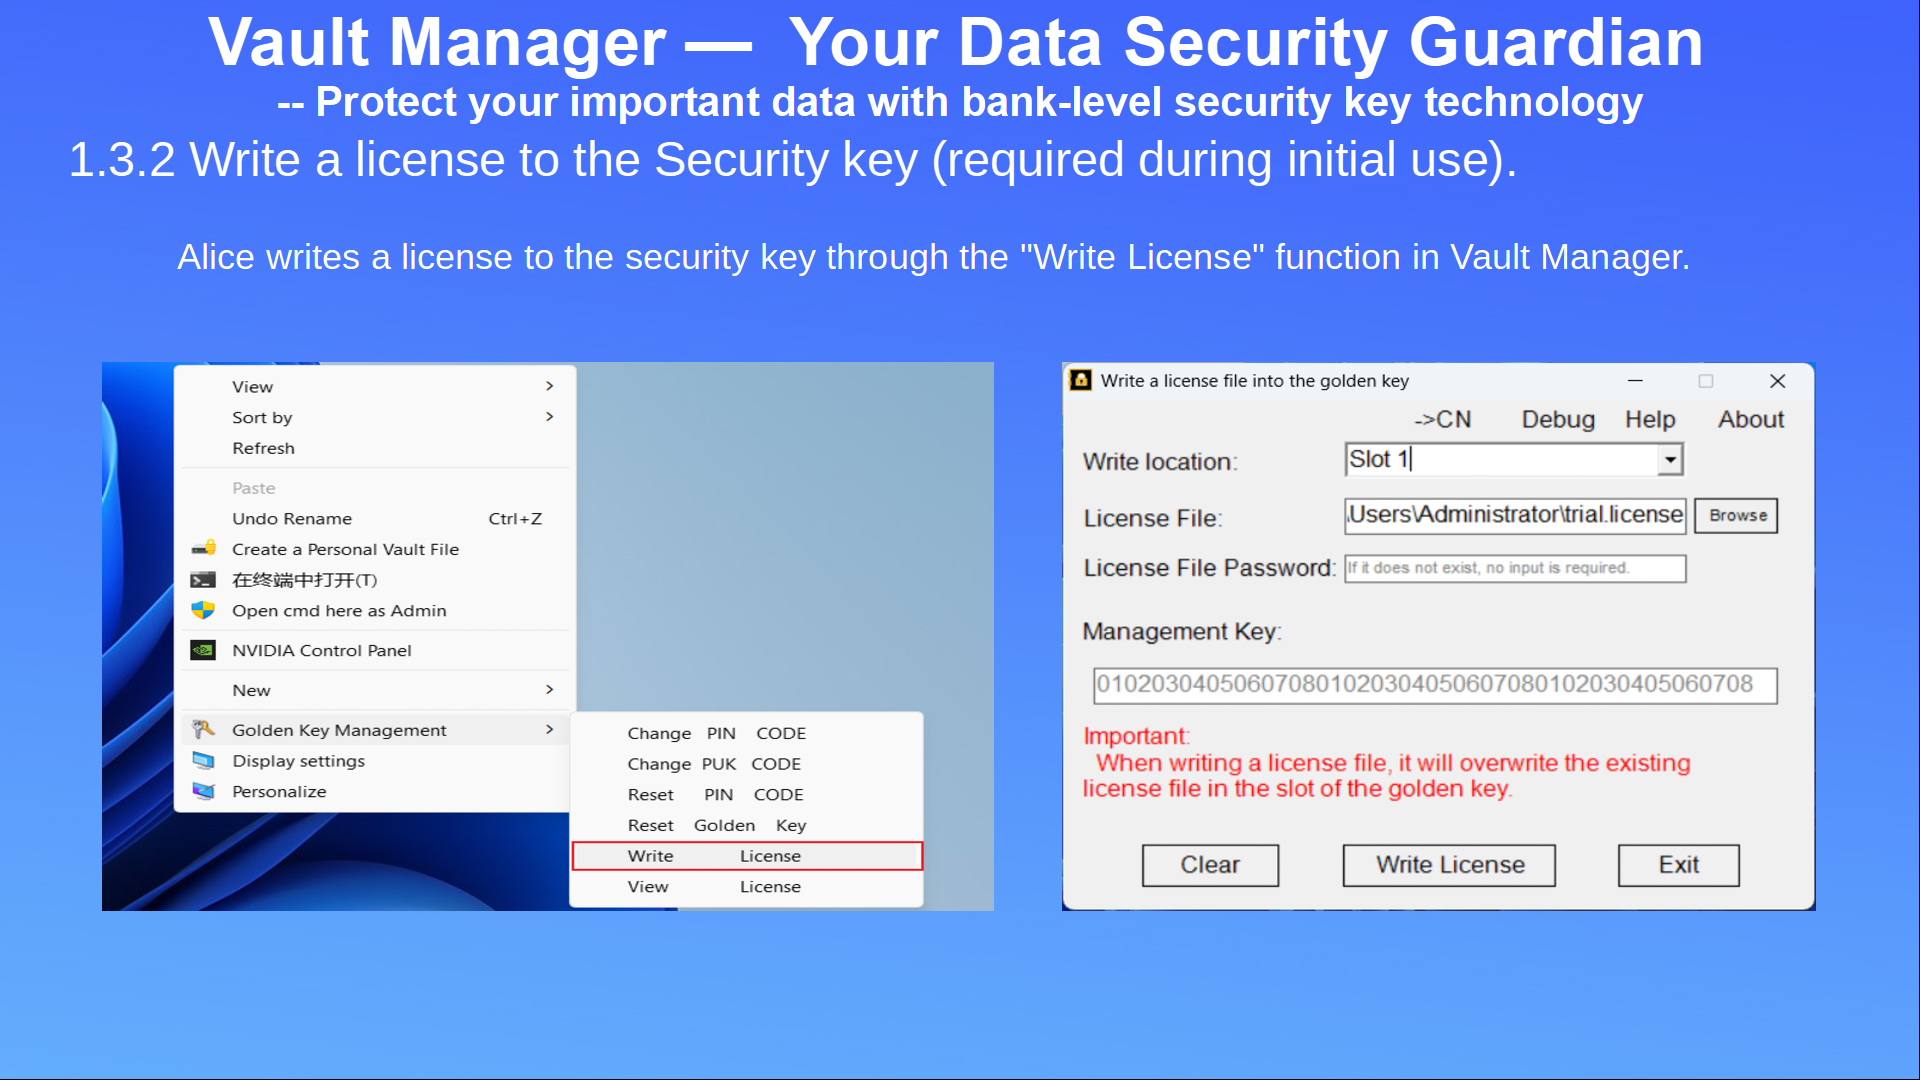 Vault Manager — Your Data Security Guardian
-- Protect your important data with bank-level security key technology
1.3.2 Write a license to the Security key (required during initial use).
Alice writes a license to the security key through the "Write License" function in Vault Manager.
View
Sort by
Refresh
Paste
Undo Rename Ctrl+Z
Create a Personal Vault File
在终端中打开(T)
Open cmd here as Admin
NVIDIA Control Panel
New
Golden Key Management
Display settings
Personalize
Change PIN CODE
Change PUK CODE
Reset PIN CODE
Reset Golden Key
Write License
View License
Write a license file into the golden key
->CN Debug Help About
Write location: Slot 1
License File: \Users\Administrator\trial.license Browse
License File Password: If it does not exist, no input is required.
Management Key:
010203040506070801020304050607080102030405060708
Important:
When writing a license file, it will overwrite the existing
license file in the slot of the golden key.
Clear Write License Exit